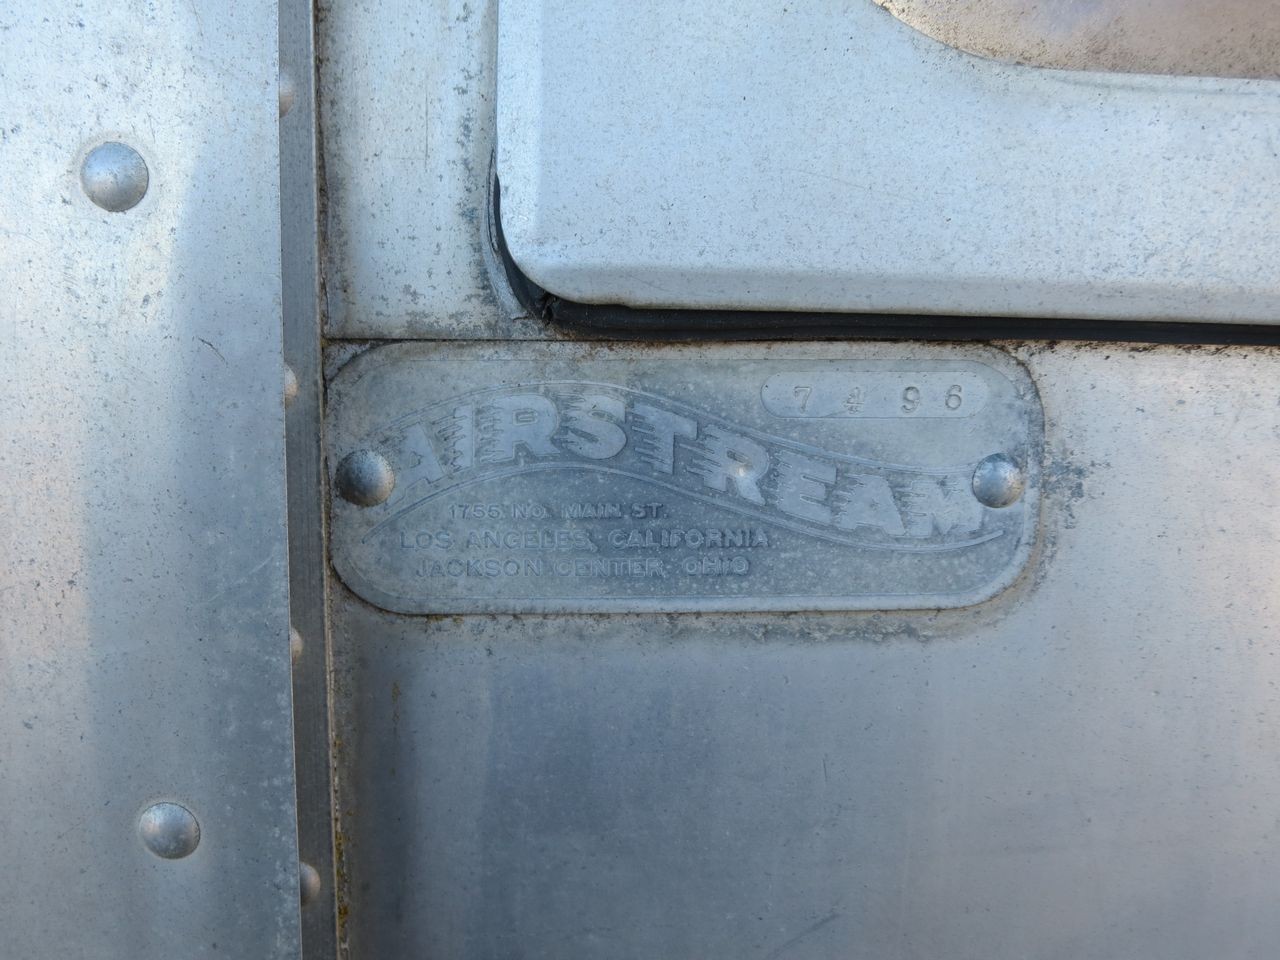 7496
AIRSTREAM
1755 NO. MAIN ST.
LOS ANGELES, CALIFORNIA
JACKSON CENTER, OHIO